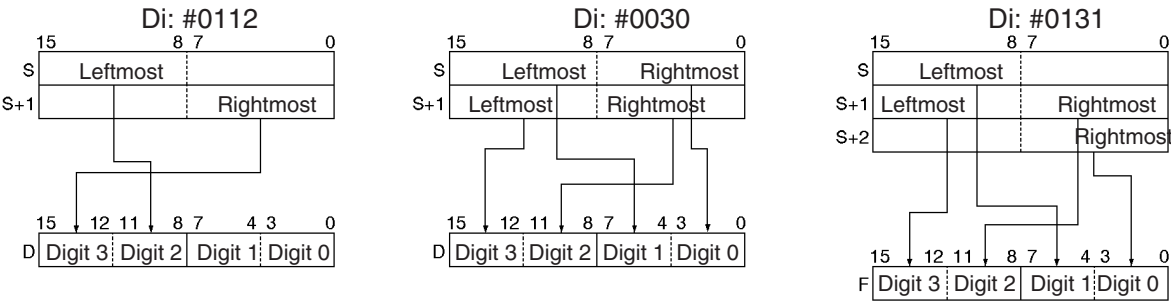 Di: #0112
15 8 7 0
S Leftmost
S+1 Rightmost
15 12 11 8 7 4 3 0
D Digit 3 Digit 2 Digit 1 Digit 0
Di: #0030
15 8 7 0
S Leftmost Rightmost
S+1 Leftmost Rightmost
15 12 11 8 7 4 3 0
D Digit 3 Digit 2 Digit 1 Digit 0
Di: #0131
15 8 7 0
S Leftmost
S+1 Leftmost Rightmost
S+2 Rightmost
15 12 11 8 7 4 3 0
F Digit 3 Digit 2 Digit 1 Digit 0